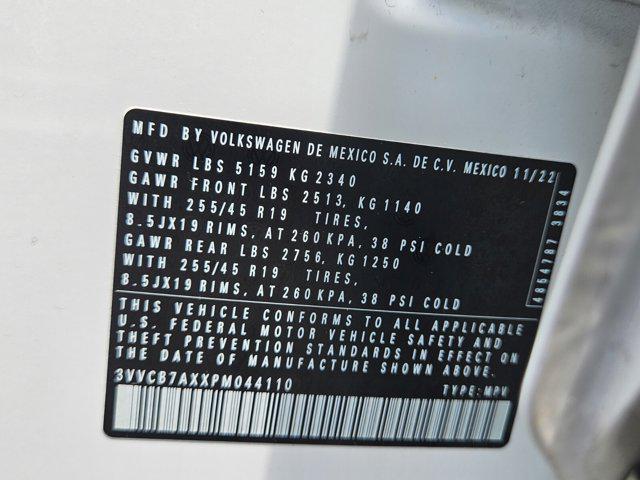 MFD BY VOLKSWAGEN DE MEXICO S.A. DE C.V. MEXICO 11/22
GVWR LBS 5159 KG 2340
GAWR FRONT LBS 2513, KG 1140
WITH 255/45 R19 TIRES,
8.5JX19 RIMS, AT 260 KPA, 38 PSI COLD
GAWR REAR LBS 2756, KG 1250
WITH 255/45 R19 TIRES,
8.5JX19 RIMS, AT 260 KPA, 38 PSI COLD
THIS VEHICLE CONFORMS TO ALL APPLICABLE
U.S. FEDERAL MOTOR VEHICLE SAFETY AND
THEFT PREVENTION STANDARDS IN EFFECT ON
THE DATE OF MANUFACTURE SHOWN ABOVE.
3VVCB7AXXPM044110 TYPE: MPV
4854787 3834